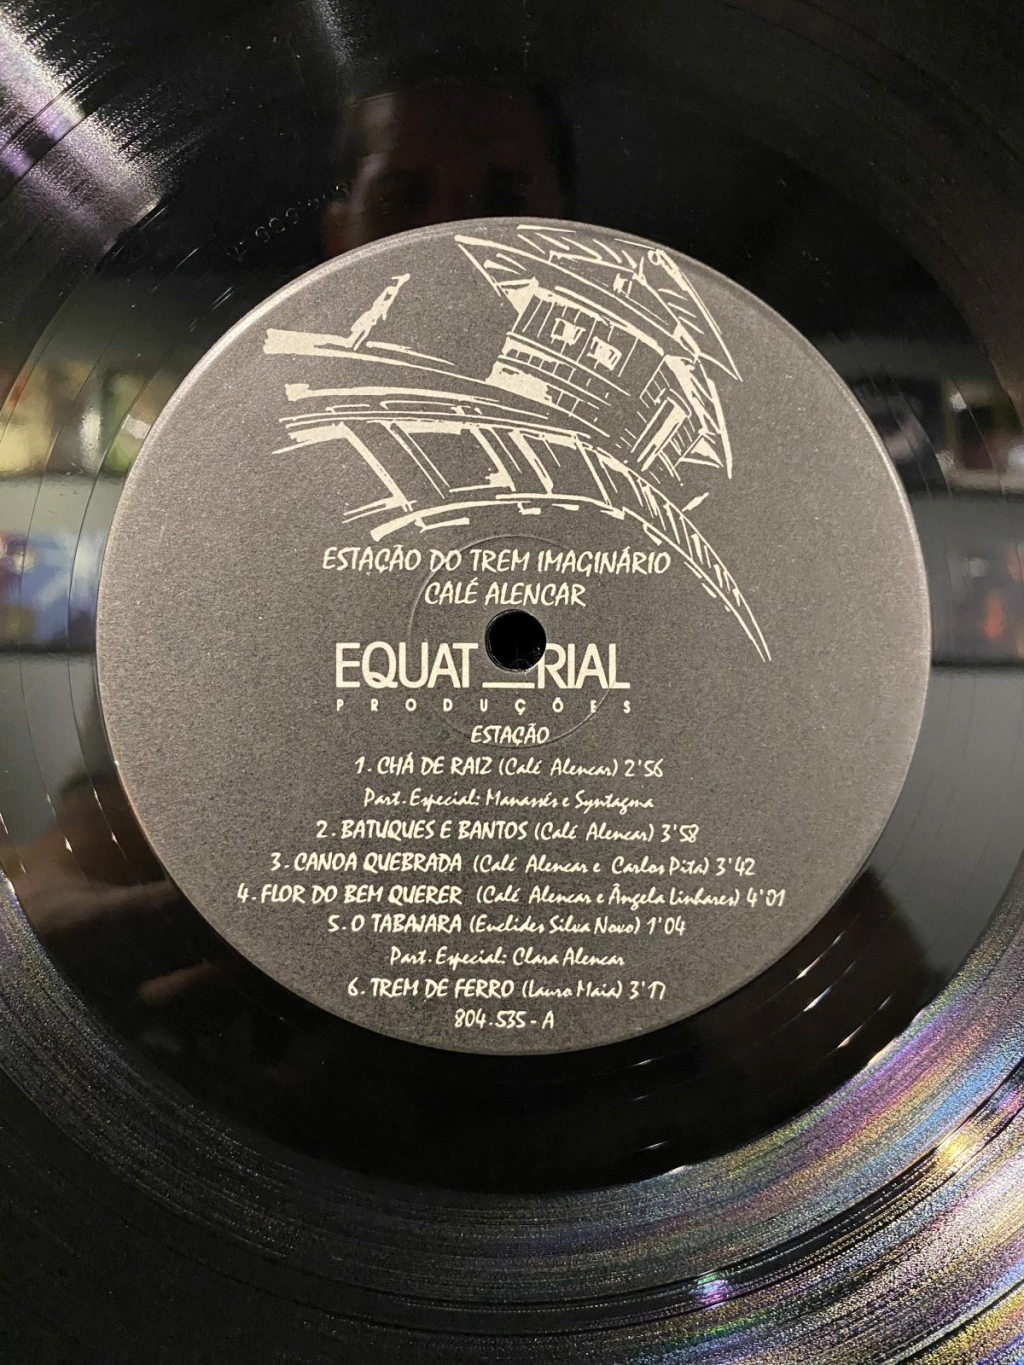 ESTAÇÃO DO TREM IMAGINÁRIO
CALÉ ALENCAR
EQUAT RIAL
PRODUÇÕES
ESTAÇÃO
1. CHÁ DE RAIZ (Calé Alencar) 2'56
Part. Especial: Manassés e Syntagma
2. BATUQUES E BANTOS (Calé Alencar) 3'58
3. CANOA QUEBRADA (Calé Alencar e Carlos Pita) 3'42
4. FLOR DO BEM QUERER (Calé Alencar e Ângela Linhares) 4'01
5. O TABAJARA (Euclides Silva Novo) 1'04
Part. Especial: Clara Alencar
6. TREM DE FERRO (Lauro Maia) 3'17
804.535 - A